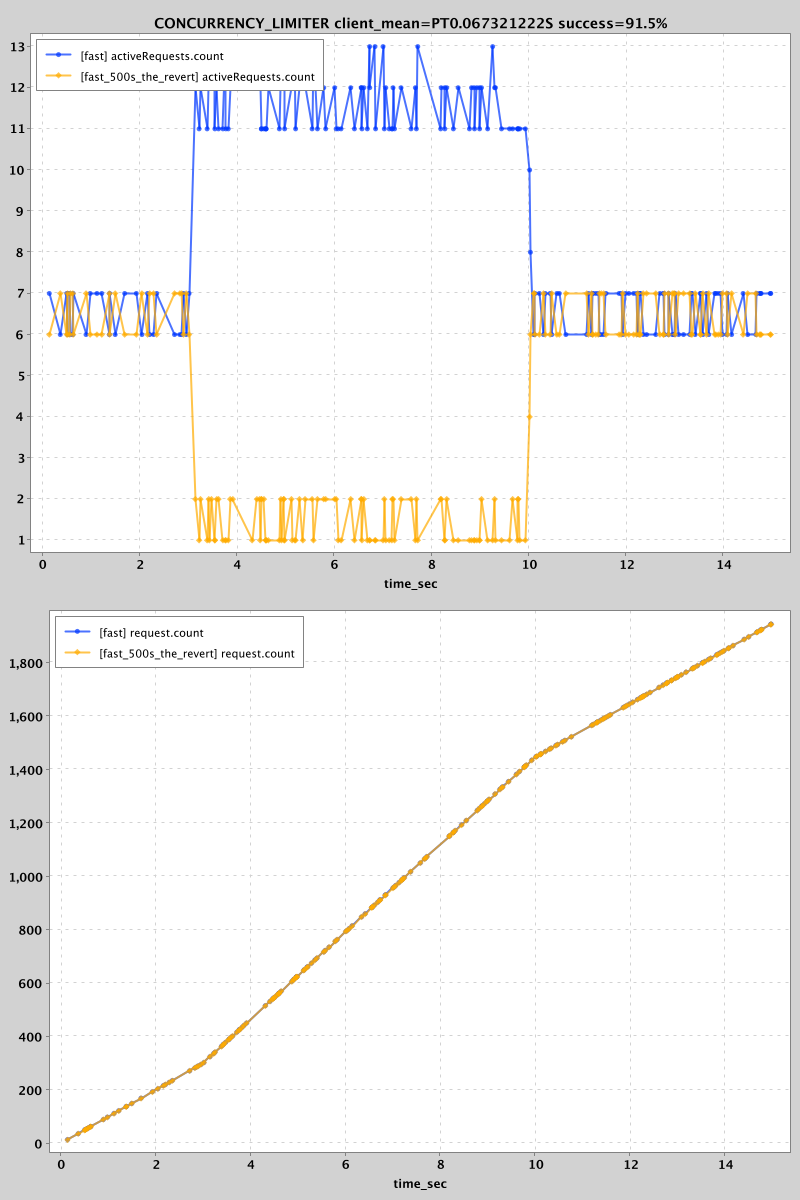 CONCURRENCY_LIMITER client_mean=PT0.067321222S success=91.5%
[fast] activeRequests.count
[fast_500s_the_revert] activeRequests.count
13
12
11
10
9
8
7
6
5
4
3
2
1
0 2 4 6 8 10 12 14
time_sec
[fast] request.count
[fast_500s_the_revert] request.count
1,800
1,600
1,400
1,200
1,000
800
600
400
200
0
0 2 4 6 8 10 12 14
time_sec